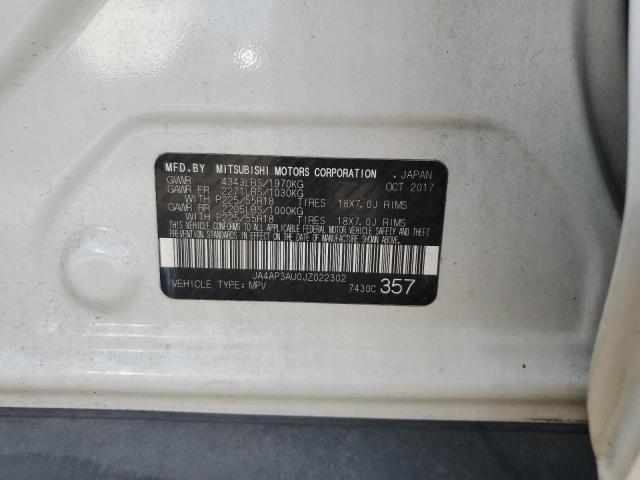 MFD.BY MITSUBISHI MOTORS CORPORATION ,JAPAN
GVWR 4343LBS/1970KG OCT 2017
GAWR FR 2271LBS/1030KG
WITH P225/55R18 TIRES 18X7.0J RIMS
GAWR RR 2205LBS/1000KG
WITH P225/55R18 TIRES 18X7.0J RIMS
THIS VEHICLE CONFORMS TO ALL APPLICABLE FEDERAL
MOTOR VEHICLE SAFETY AND THEFT
PREVENTION STANDARDS IN EFFECT ON THE DATE OF
MANUFACTURE SHOWN ABOVE.
JA4AP3AU0JZ022302
VEHICLE TYPE:MPV 7430C 357